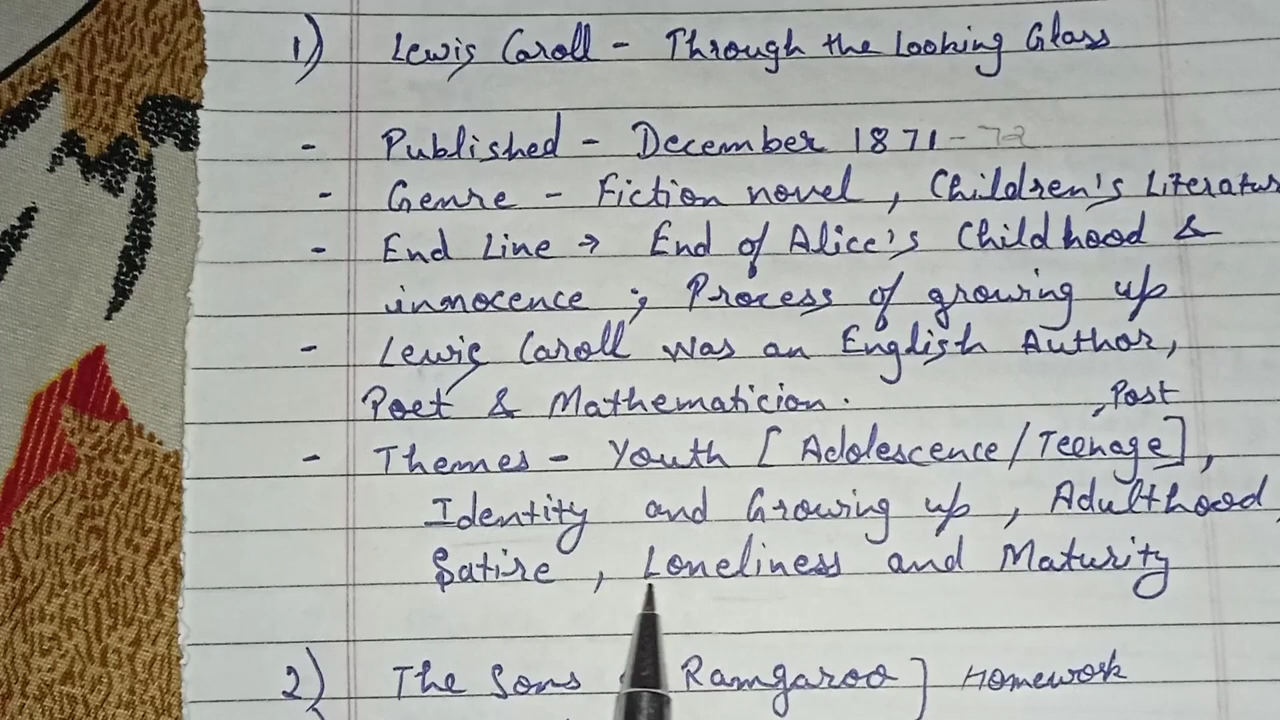 1) Lewis Caroll - Through the Looking Glass
- Published - December 1871-72
- Genre - Fiction novel, Children's Literatur
- End Line → End of Alice's Childhood &
innocence ; Process of growing up
- Lewis Caroll was an English Author,
Poet & Mathematicion.
, Past
- Themes - Youth [Adolescence/Teenage],
Identity and Growing up, Adulthood
Satire, Loneliness and Maturity
2) The Sons Ramgaroo] Homework